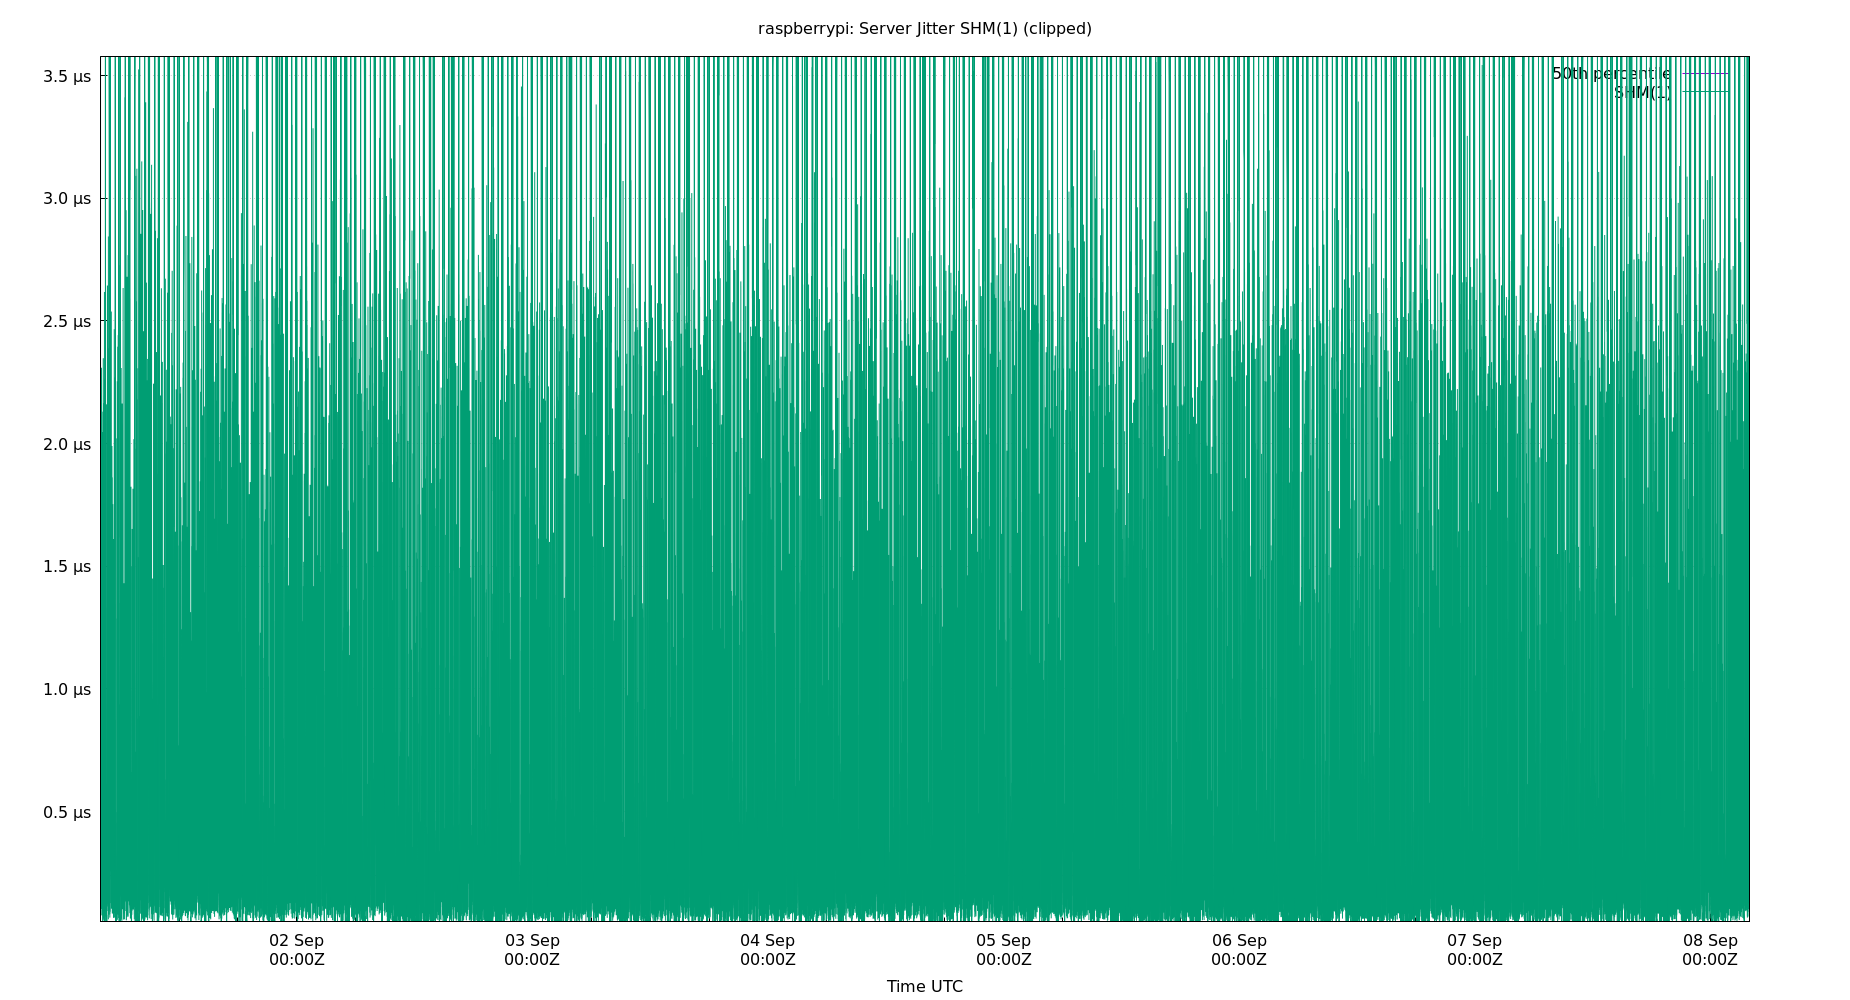 raspberrypi: Server Jitter SHM(1) (clipped)
3.5 µs
3.0 µs
2.5 µs
2.0 µs
1.5 µs
1.0 µs
0.5 µs
50th percentile
SHM(1)
02 Sep
00:00Z
03 Sep
00:00Z
04 Sep
00:00Z
05 Sep
00:00Z
06 Sep
00:00Z
07 Sep
00:00Z
08 Sep
00:00Z
Time UTC